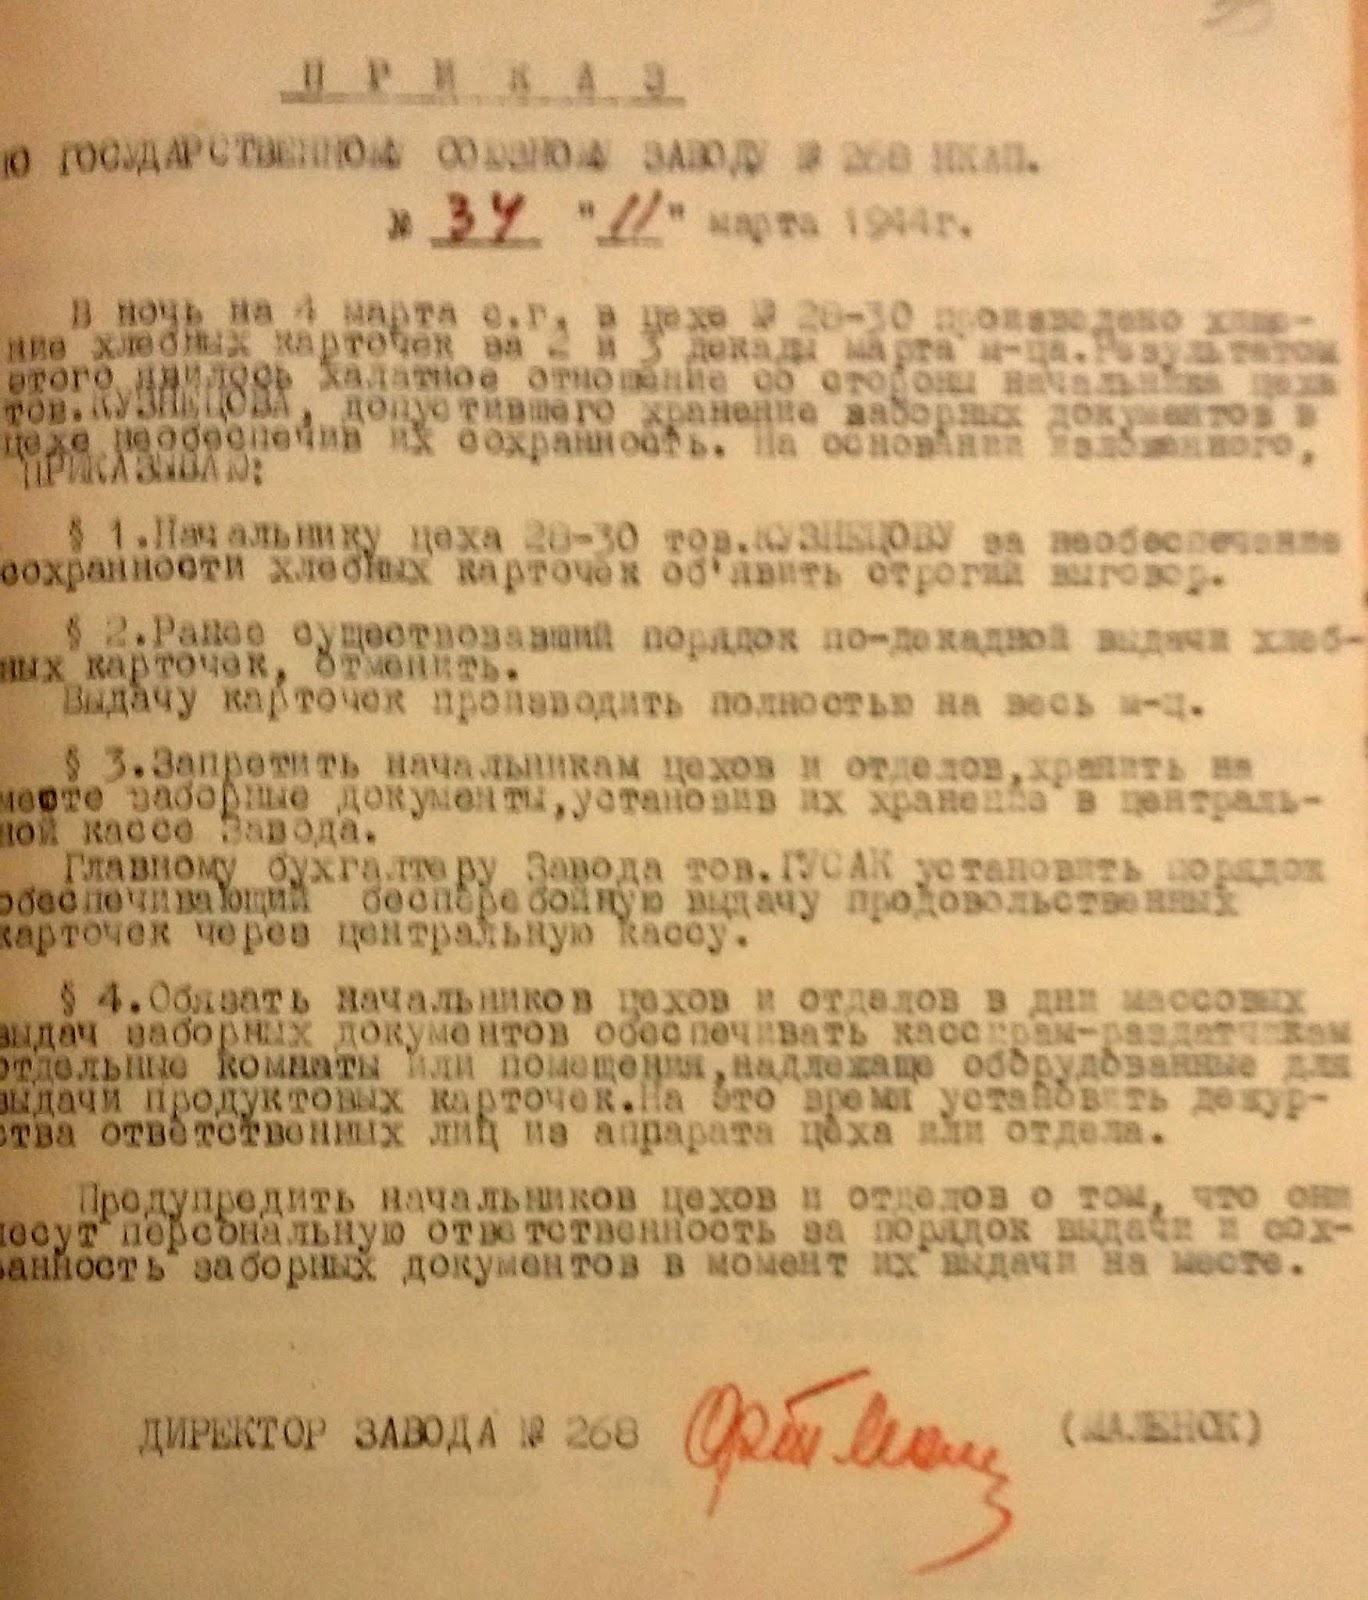 ПРИКАЗ
ПО ГОСУДАРСТВЕННОМУ СОЮЗНОМУ ЗАВОДУ № 268 НКАП.
№ 34 "11" марта 1944г.
В ночь на 4 марта с.г. в цехе № 28-30 произведено хище-
ние хлебных карточек за 2 и 3 декады марта м-ца.Результатом
этого явилось халатное отношение со стороны начальника цеха
тов.КУЗНЕЦОВА, допустившего хранение заборных документов в
цехе необеспечив их сохранность. На основании изложенного,
ПРИКАЗЫВАЮ:
§ 1.Начальнику цеха 28-30 тов.КУЗНЕЦОВУ за необеспечение
сохранности хлебных карточек об'явить строгий выговор.
§ 2.Ранее существовавший порядок по-декадной выдачи хлеб-
ных карточек, отменить.
Выдачу карточек производить полностью на весь м-ц.
§ 3.Запретить начальникам цехов и отделов,хранить на
месте заборные документы,установив их хранение в централь-
ной кассе Завода.
Главному бухгалтеру Завода тов.ГУСАК установить порядок
обеспечивающий бесперебойную выдачу продовольственных
карточек через центральную кассу.
§ 4.Обязать начальников цехов и отделов в дни массовых
выдач заборных документов обеспечивать кассирам-раздатчикам
отдельные комнаты или помещения,надлежаще оборудованные для
выдачи продуктовых карточек.На это время установить дежур-
ства ответственных лиц из аппарата цеха или отдела.
Предупредить начальников цехов и отделов о том, что они
несут персональную ответственность за порядок выдачи и сох-
ранность заборных документов в момент их выдачи на месте.
ДИРЕКТОР ЗАВОДА № 268 (МАЛЕНОК)